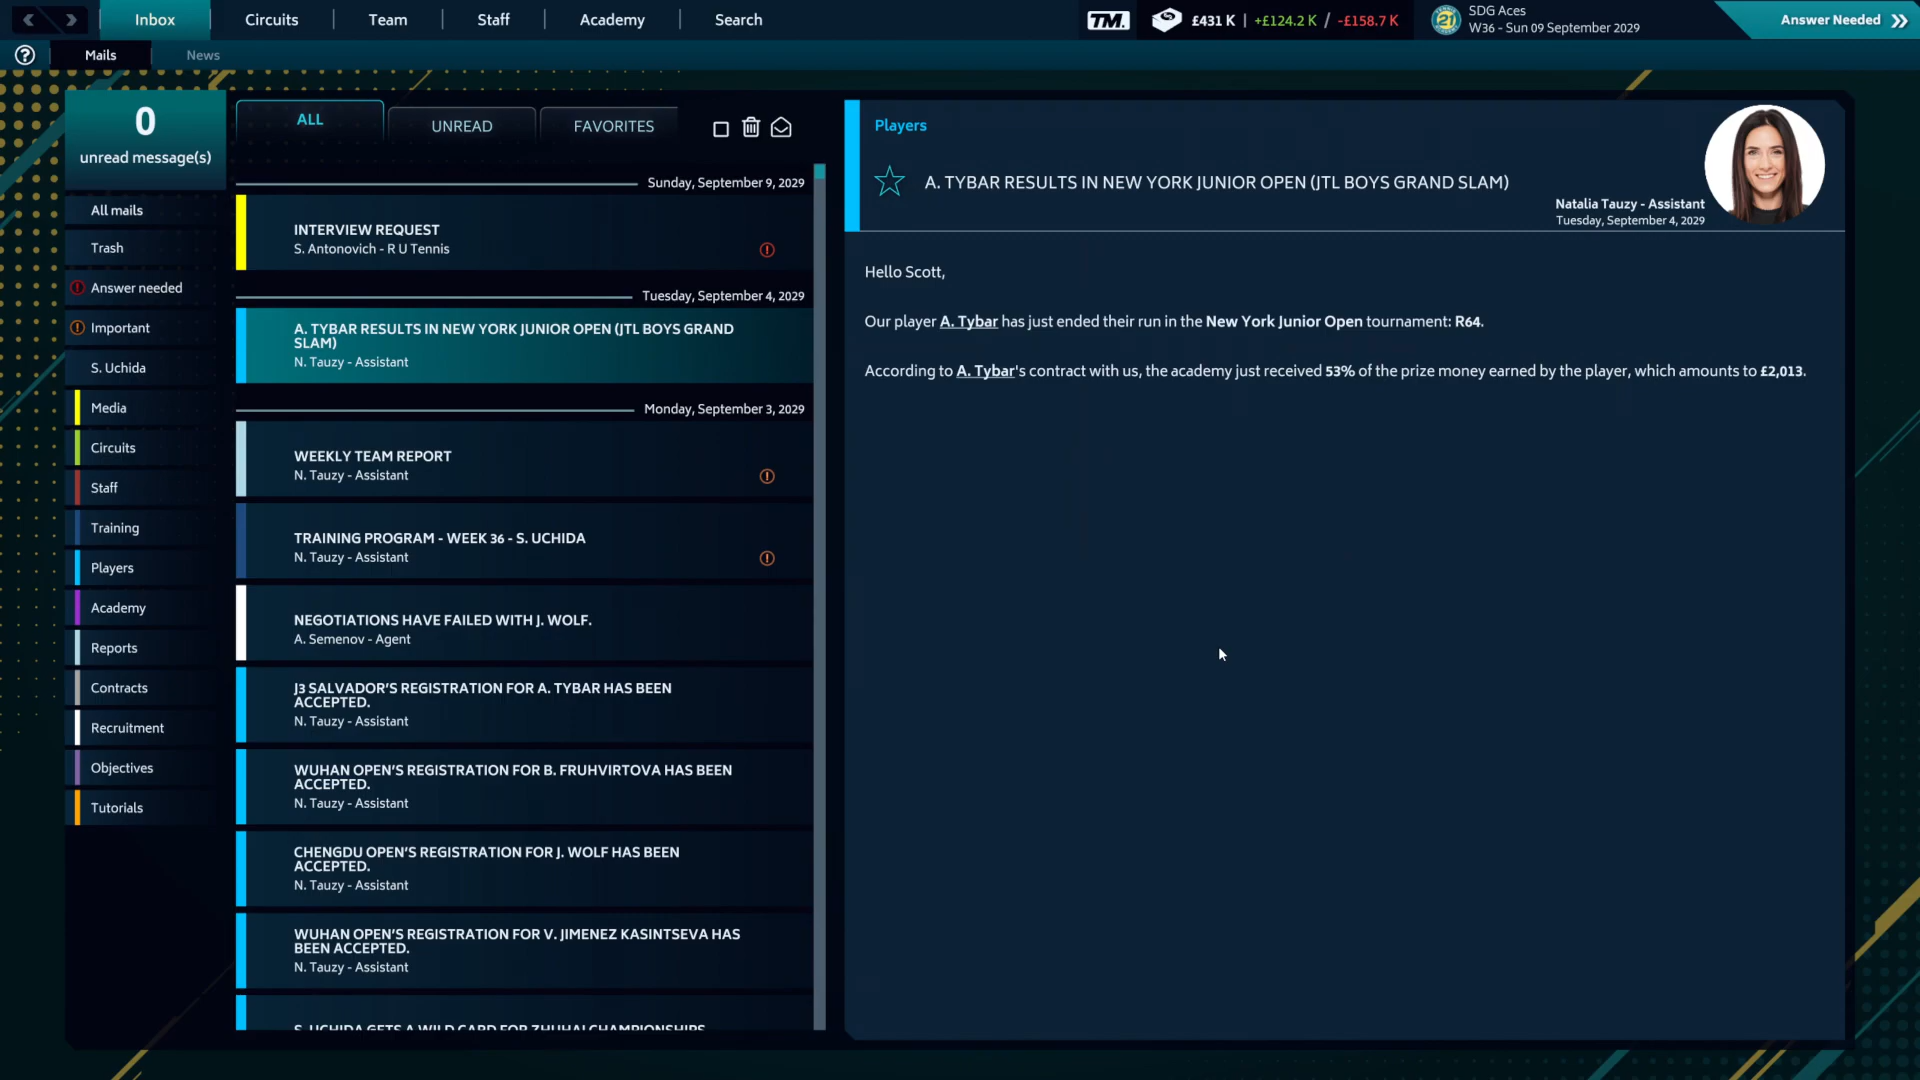 Inbox
Circuits
Team
Staff
Academy
Search
TM.
£431 K | +£124.2 K / -£158.7 K
SDG Aces
W36 - Sun 09 September 2029
Answer Needed
Mails
News
0
unread message(s)
All mails
Trash
Answer needed
Important
S. Uchida
Media
Circuits
Staff
Training
Players
Academy
Reports
Contracts
Recruitment
Objectives
Tutorials
ALL
UNREAD
FAVORITES
Sunday, September 9, 2029
INTERVIEW REQUEST
S. Antonovich - R U Tennis
Tuesday, September 4, 2029
A. TYBAR RESULTS IN NEW YORK JUNIOR OPEN (JTL BOYS GRAND
SLAM)
N. Tauzy - Assistant
Monday, September 3, 2029
WEEKLY TEAM REPORT
N. Tauzy - Assistant
TRAINING PROGRAM - WEEK 36 - S. UCHIDA
N. Tauzy - Assistant
NEGOTIATIONS HAVE FAILED WITH J. WOLF.
A. Semenov - Agent
J3 SALVADOR'S REGISTRATION FOR A. TYBAR HAS BEEN
ACCEPTED.
N. Tauzy - Assistant
WUHAN OPEN'S REGISTRATION FOR B. FRUHVIRTOVA HAS BEEN
ACCEPTED.
N. Tauzy - Assistant
CHENGDU OPEN'S REGISTRATION FOR J. WOLF HAS BEEN
ACCEPTED.
N. Tauzy - Assistant
WUHAN OPEN'S REGISTRATION FOR V. JIMENEZ KASINTSEVA HAS
BEEN ACCEPTED.
N. Tauzy - Assistant
S. UCHIDA GETS A WILD CARD FOR ZHUHAI CHAMPIONSHIPS
Players
A. TYBAR RESULTS IN NEW YORK JUNIOR OPEN (JTL BOYS GRAND SLAM)
Natalia Tauzy - Assistant
Tuesday, September 4, 2029
Hello Scott,
Our player A. Tybar has just ended their run in the New York Junior Open tournament: R64.
According to A. Tybar's contract with us, the academy just received 53% of the prize money earned by the player, which amounts to £2,013.